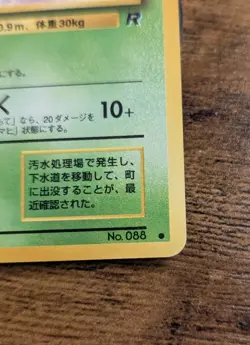 0.9m、体重30kg R
にする。
く 10+
って」なら、20ダメージを
マヒ」状態にする。
汚水処理場で発生し、
下水道を移動して、町
に出没することが、最
近確認された。
No. 088 ●